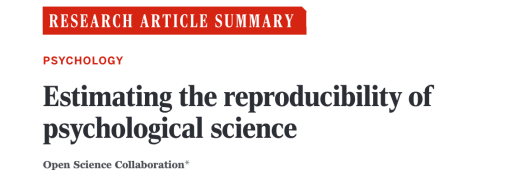 RESEARCH ARTICLE SUMMARY
PSYCHOLOGY
Estimating the reproducibility of
psychological science
Open Science Collaboration*